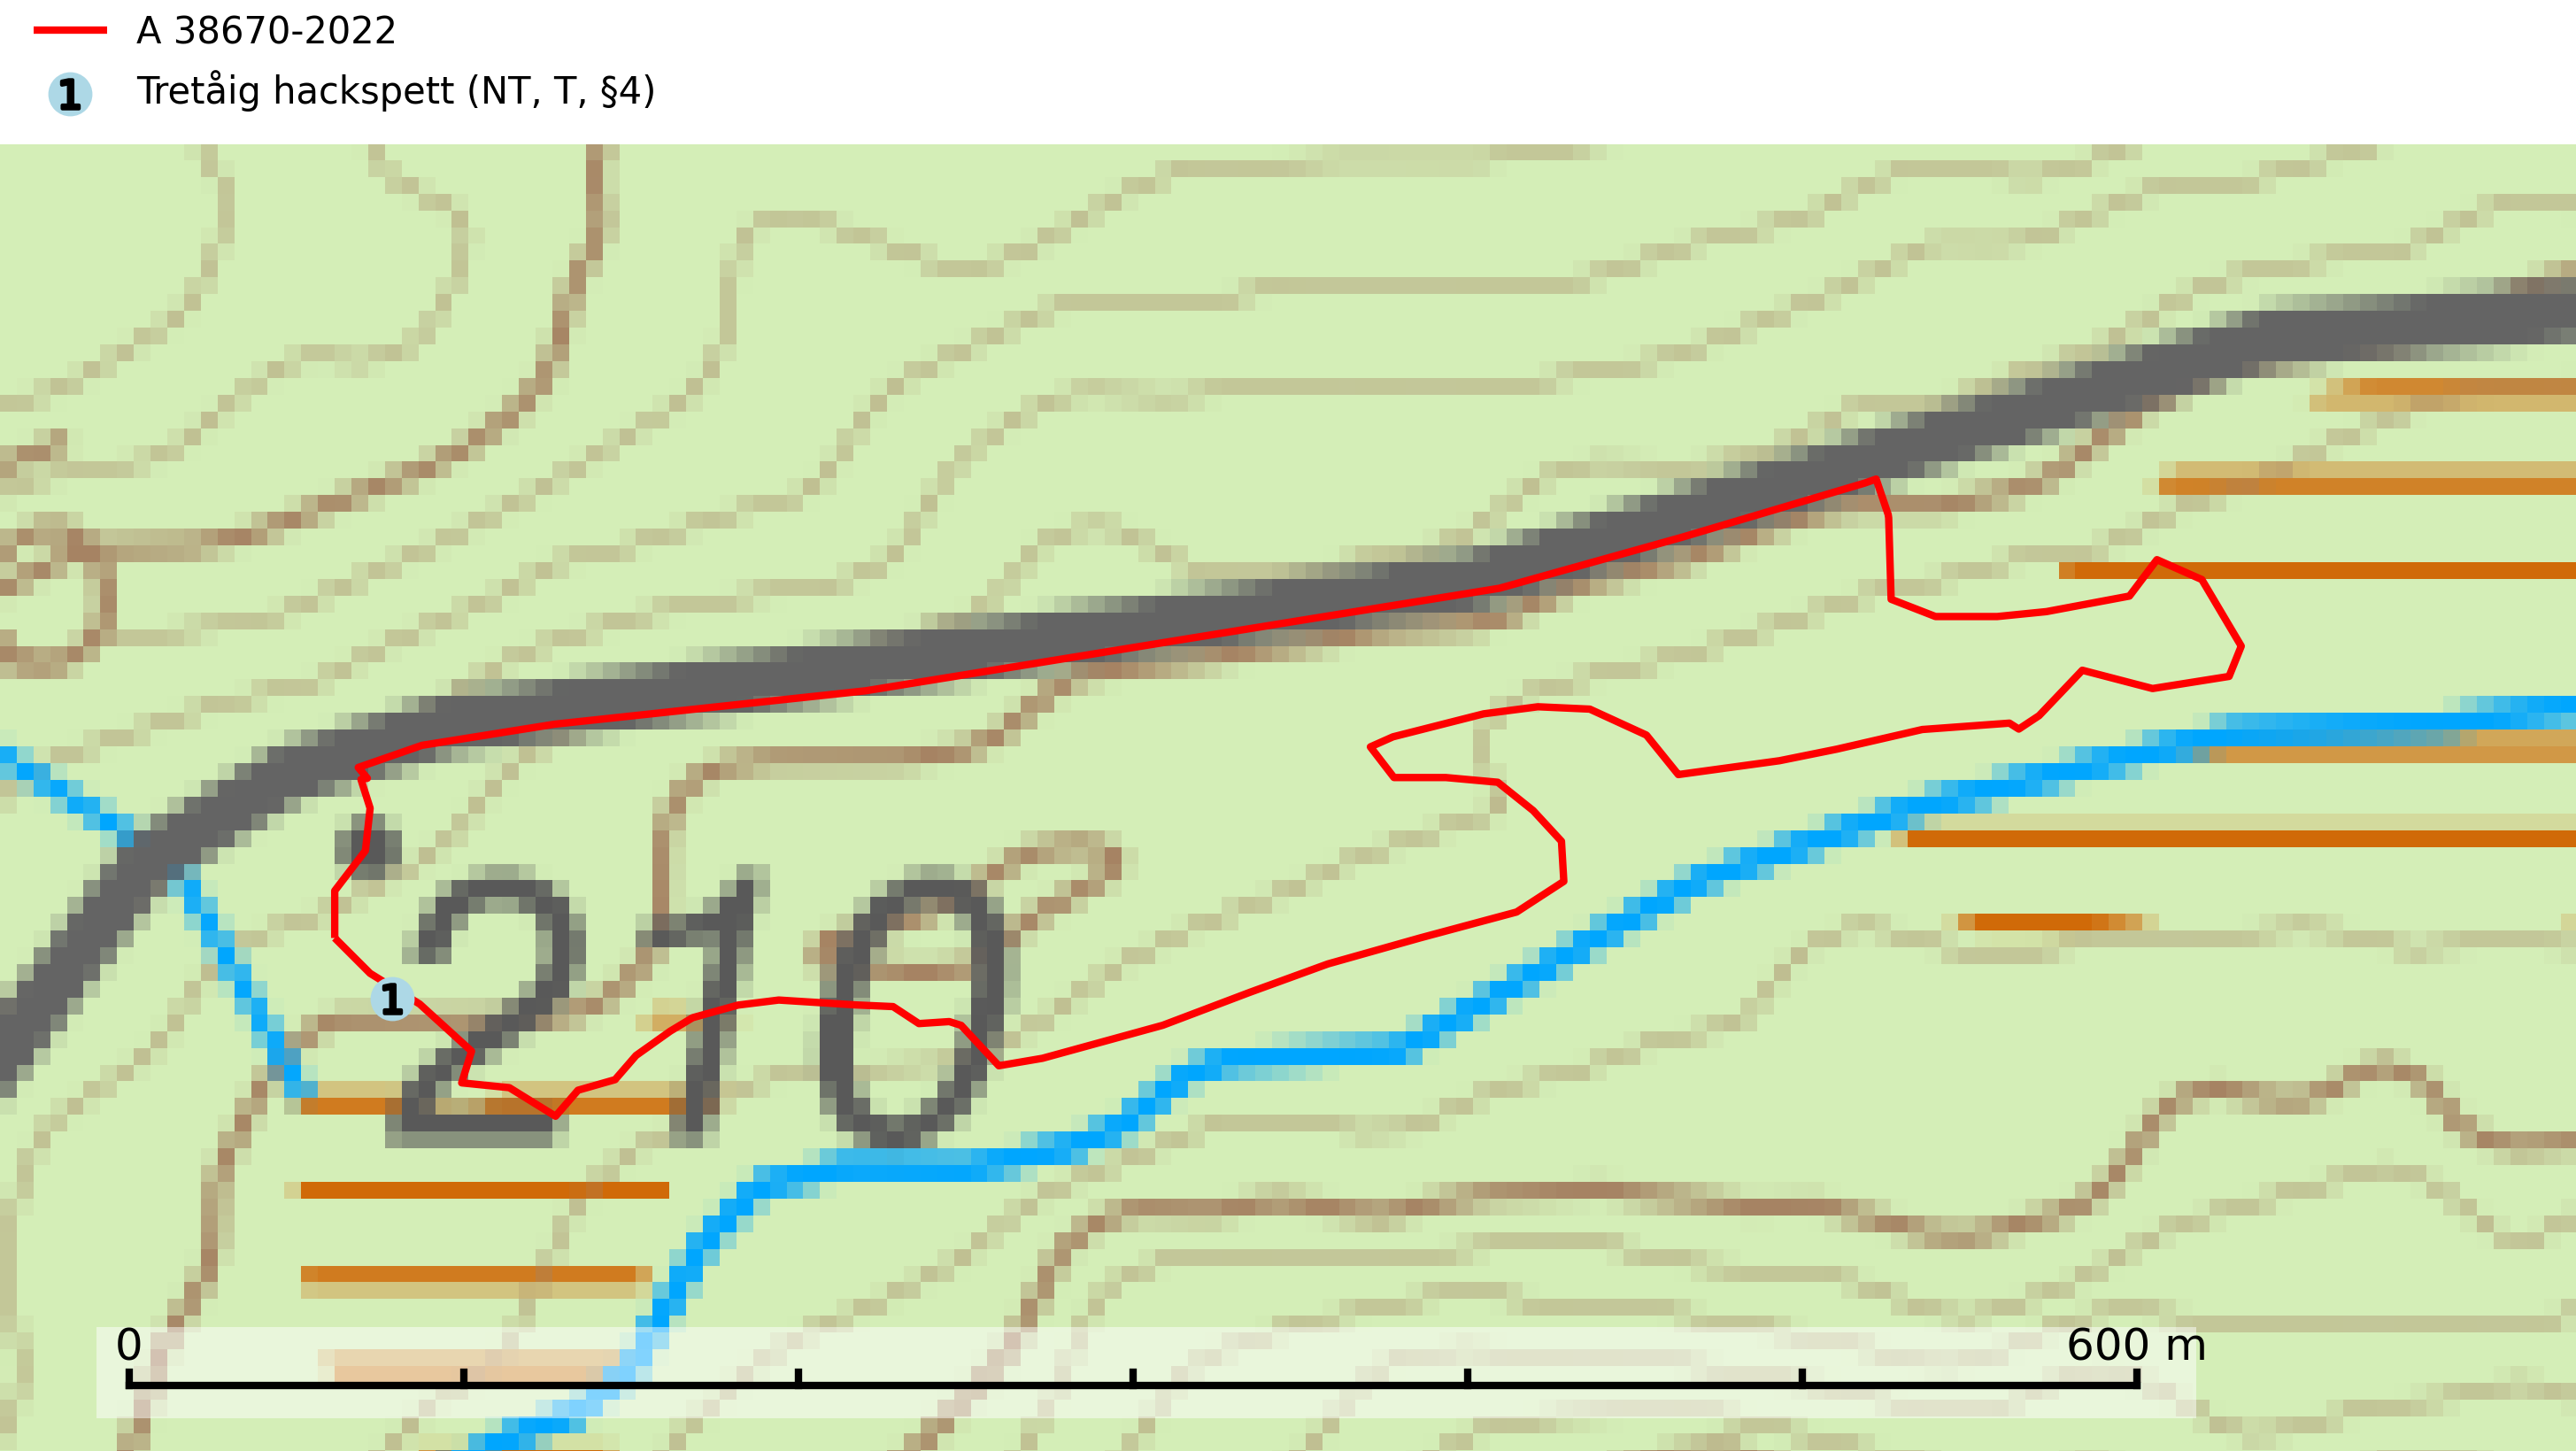 A 38670-2022
1 Tretåig hackspett (NT, T, §4)
210
1
0 600 m